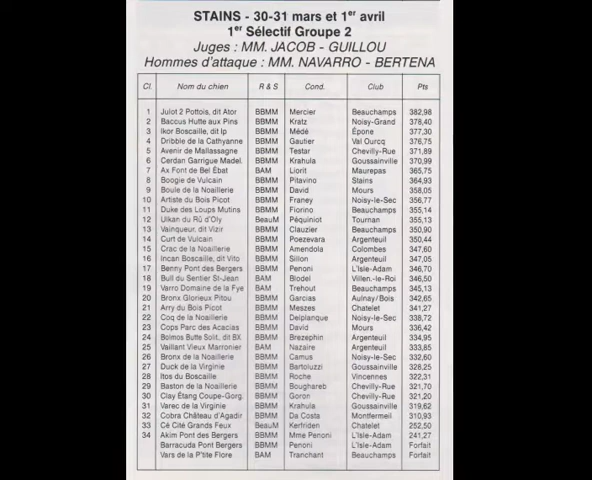 STAINS - 30-31 mars et 1er avril
1er Sélectif Groupe 2
Juges : MM. JACOB - GUILLOU
Hommes d'attaque : MM. NAVARRO - BERTENA
Cl. Nom du chien R & S Cond. Club Pts
1 Julot 2 Pottois, dit Ator BBMM Mercier Beauchamps 382,98
2 Bacous Hutte aux Pins BBMM Kratz Noisy-Grand 378,40
3 Ikor Boscaille, dit Ip BBMM Médé Épone 377,30
4 Dribble de la Cathyanne BBMM Gautier Val Ourcq 376,75
5 Avenir de Mallassagne BBMM Testar Chevilly-Rue 371,89
6 Cerdan Garrigue Madel. BBMM Krahula Goussainville 370,99
7 Ax Font de Bel Ébat BAM Liorit Maurepas 365,75
8 Boogie de Vulcain BBMM Pitavino Stains 364,93
9 Boule de la Noaillerie BBMM David Mours 358,05
10 Artiste du Bois Picot BBMM Franey Noisy-le-Sec 356,77
11 Duke des Loups Mutins BBMM Fiorino Beauchamps 355,14
12 Ulkan du Rû d'Oly BeauM Péquiniot Tournan 355,13
13 Vainqueur, dit Vizir BBMM Clauzier Beauchamps 350,90
14 Curt de Vulcain BBMM Poezevara Argenteuil 350,44
15 Crac de la Noaillerie BBMM Amendola Colombes 347,60
16 Incan Boscaille, dit Vito BBMM Sillon Argenteuil 347,05
17 Benny Pont des Bergers BBMM Penoni L'Isle-Adam 346,70
18 Bull du Sentier St-Jean BAM Blodel Villen.-le-Roi 346,50
19 Varro Domaine de la Fye BAM Trehout Beauchamps 345,13
20 Bronx Glorieux Pitou BBMM Garcias Aulnay/Bois 342,65
21 Arry du Bois Picot BBMM Meszes Chatelet 341,27
22 Coq de la Noaillerie BBMM Delplanque Noisy-le-Sec 338,72
23 Cops Parc des Acacias BBMM David Mours 336,42
24 Bolmos Butte Solit, dit BX BBMM Brezephin Argenteuil 334,95
25 Vaillant Vieux Marronier BAM Nazaire Argenteuil 333,85
26 Bronx de la Noaillerie BBMM Camus Noisy-le-Sec 332,60
27 Duck de la Virginie BBMM Bartoluzzi Goussainville 328,25
28 Itos du Boscaille BBMM Roche Vincennes 322,31
29 Baston de la Noaillerie BBMM Boughareb Chevilly-Rue 321,70
30 Clay Étang Coupe-Gorg. BBMM Goron Chevilly-Rue 321,20
31 Varec de la Virginie BBMM Krahula Goussainville 319,62
32 Cobra Château d'Agadir BBMM Da Costa Montfermeil 310,93
33 Cé Cité Grands Feux BeauM Kerfriden Chatelet 252,50
34 Akim Pont des Bergers BBMM Mme Penoni L'Isle-Adam 241,27
Barracuda Pont Bergers BBMM Penoni L'Isle-Adam Forfait
Vars de la P'tite Flore BAM Tranchant Beauchamps Forfait